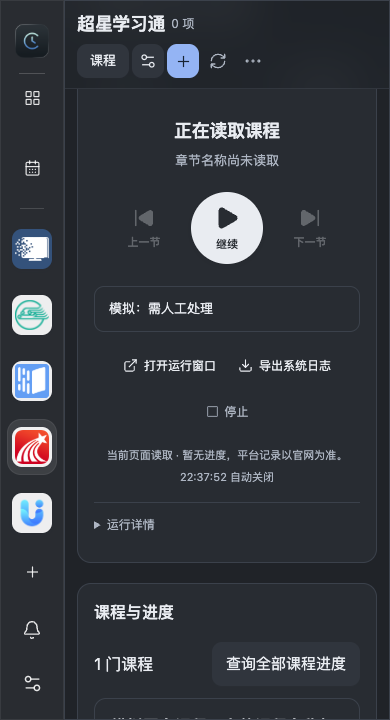 超星学习通 0 项
课程
正在读取课程
章节名称尚未读取
上一节
继续
下一节
模拟：需人工处理
打开运行窗口
导出系统日志
停止
当前页面读取 · 暂无进度，平台记录以官网为准。
22:37:52 自动关闭
运行详情
课程与进度
1 门课程
查询全部课程进度